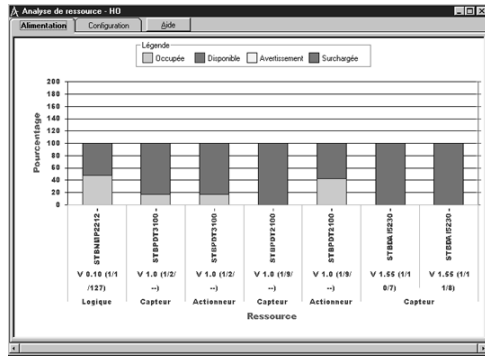 Analyse de ressource - HO
Alimentation Configuration Aide
Légende
Occupée Disponible Avertissement Surchargée
Pourcentage
200
180
160
140
120
100
80
60
40
20
0
STBNIP2212 - STBPDT3100 - STBPDT3100 - STBPDT2100 - STBPDT2100 - STBDAI5230 - STBDAI5230 -
V 0.10 (1/1 V 1.0 (1/2/ V 1.0 (1/2/ V 1.0 (1/9/ V 1.0 (1/9/ V 1.55 (1/1 V 1.55 (1/1
/127) --) --) --) --) 0/7) 1/8)
Logique Capteur Actionneur Capteur Actionneur Capteur
Ressource